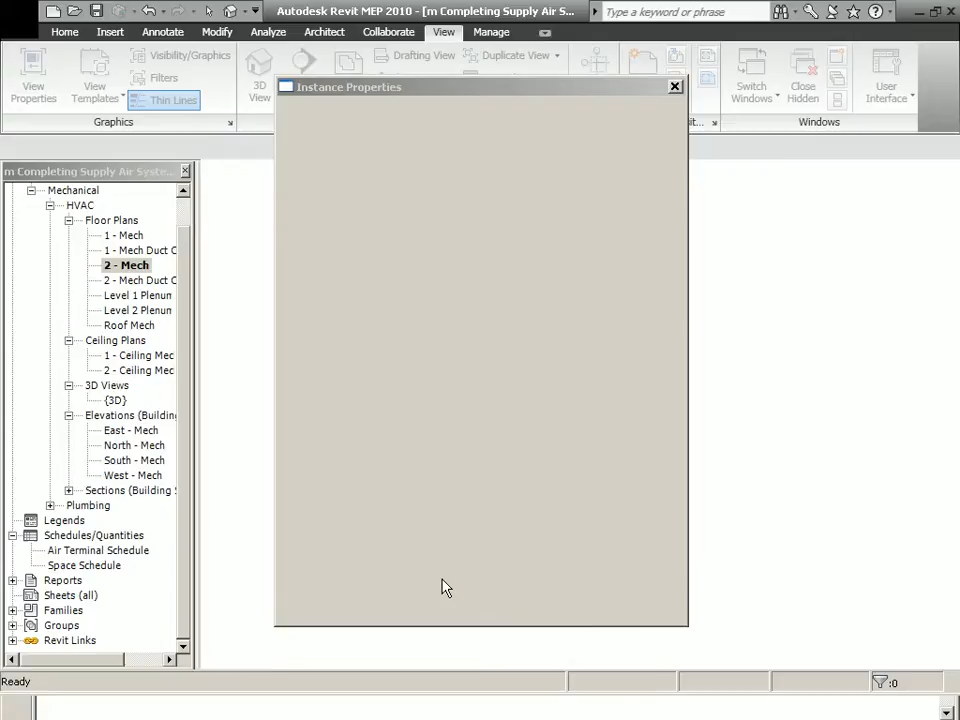 Autodesk Revit MEP 2010 - [m Completing Supply Air S...
Type a keyword or phrase
Home Insert Annotate Modify Analyze Architect Collaborate View Manage
View Properties
View Templates
Visibility/Graphics
Filters
Thin Lines
3D View
Drafting View
Duplicate View
Switch Windows
Close Hidden
User Interface
Graphics
it...
Windows
Instance Properties
m Completing Supply Air Syste...
Mechanical
HVAC
Floor Plans
1 - Mech
1 - Mech Duct C
2 - Mech
2 - Mech Duct C
Level 1 Plenum
Level 2 Plenum
Roof Mech
Ceiling Plans
1 - Ceiling Mec
2 - Ceiling Mec
3D Views
{3D}
Elevations (Building
East - Mech
North - Mech
South - Mech
West - Mech
Sections (Building S
Plumbing
Legends
Schedules/Quantities
Air Terminal Schedule
Space Schedule
Reports
Sheets (all)
Families
Groups
Revit Links
Ready
:0